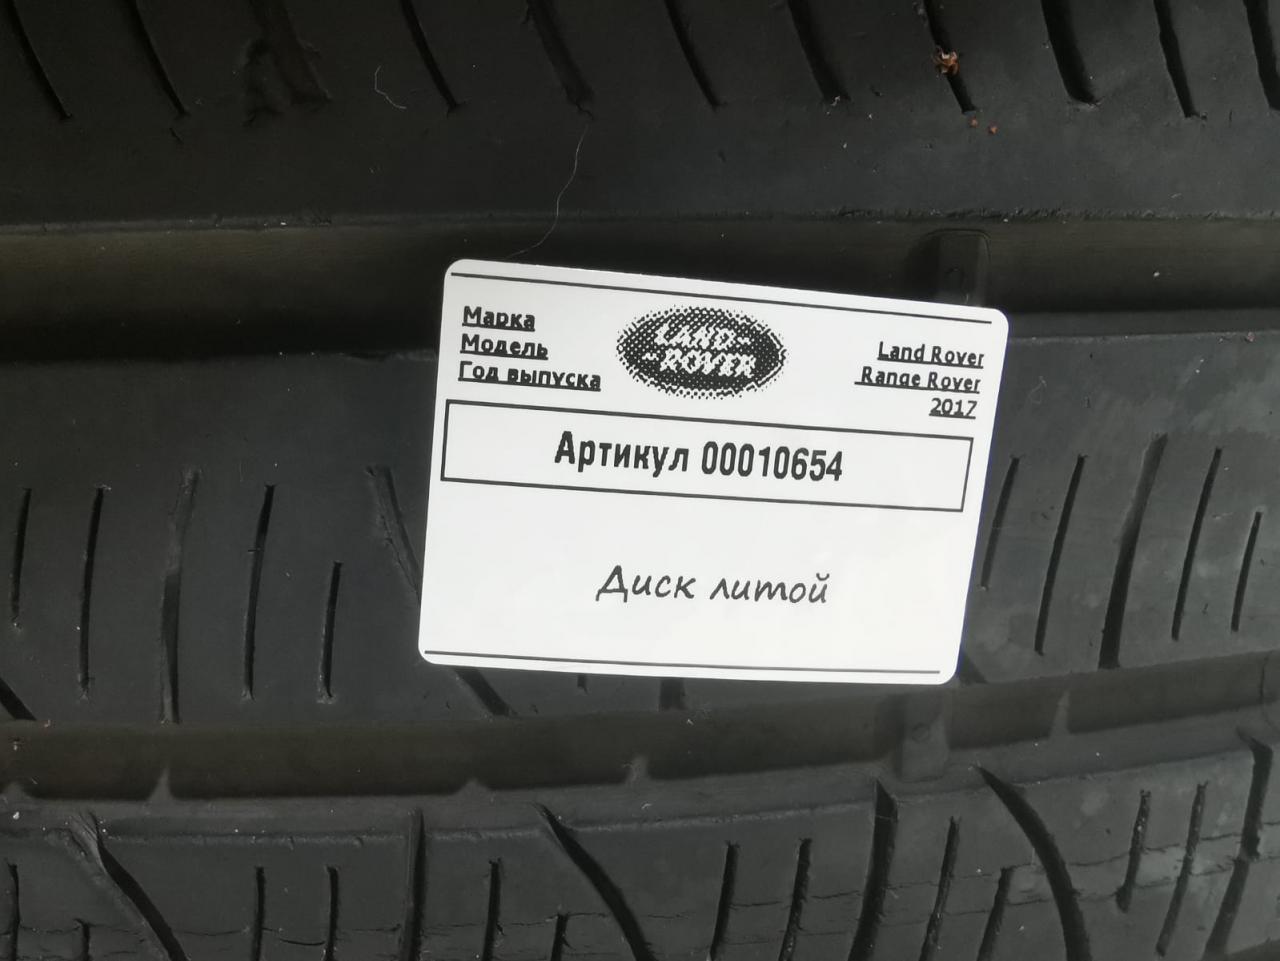 Марка
Модель
Год выпуска
LAND-
-ROVER
Land Rover
Range Rover
2017
Артикул 00010654
Диск литой